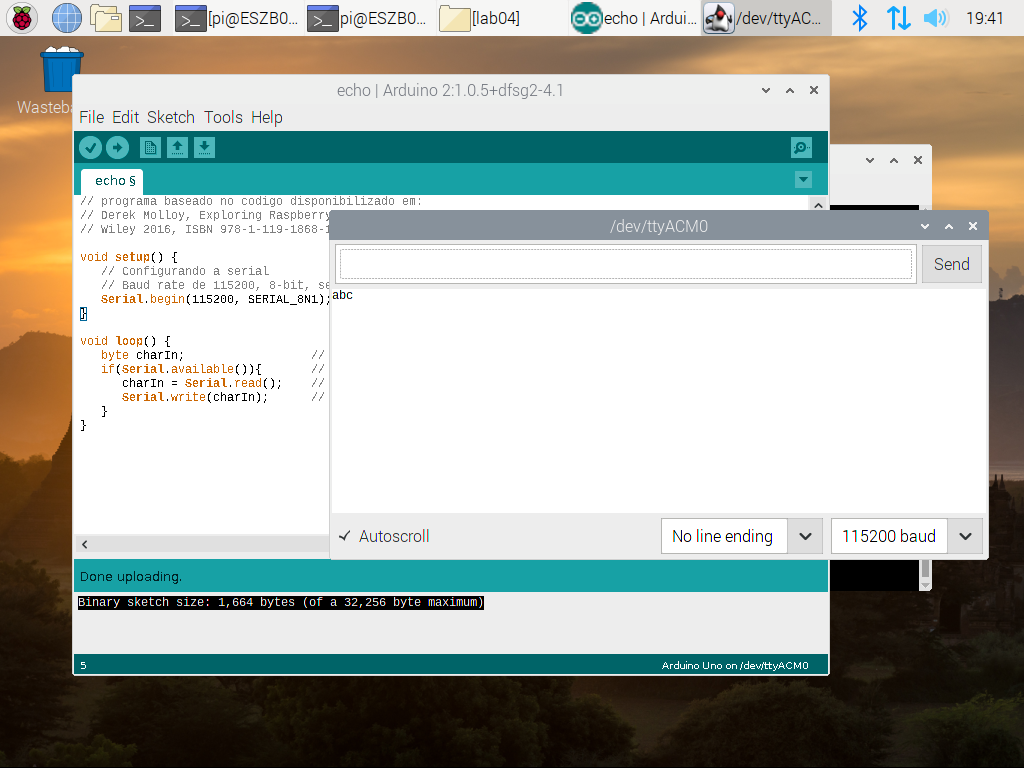 [pi@ESZB0... pi@ESZB0... [lab04] echo | Ardui... /dev/ttyAC... 19:41
echo | Arduino 2:1.0.5+dfsg2-4.1
File Edit Sketch Tools Help
echo §
// programa baseado no codigo disponibilizado em:
// Derek Molloy, Exploring Raspberry
// Wiley 2016, ISBN 978-1-119-1868-1
void setup() {
// Configurando a serial
// Baud rate de 115200, 8-bit, se
Serial.begin(115200, SERIAL_8N1);
}
void loop() {
byte charIn; //
if(Serial.available()){ //
charIn = Serial.read(); //
Serial.write(charIn); //
}
}
/dev/ttyACM0
Send
abc
Autoscroll
No line ending
115200 baud
Done uploading.
Binary sketch size: 1,664 bytes (of a 32,256 byte maximum)
5
Arduino Uno on /dev/ttyACM0